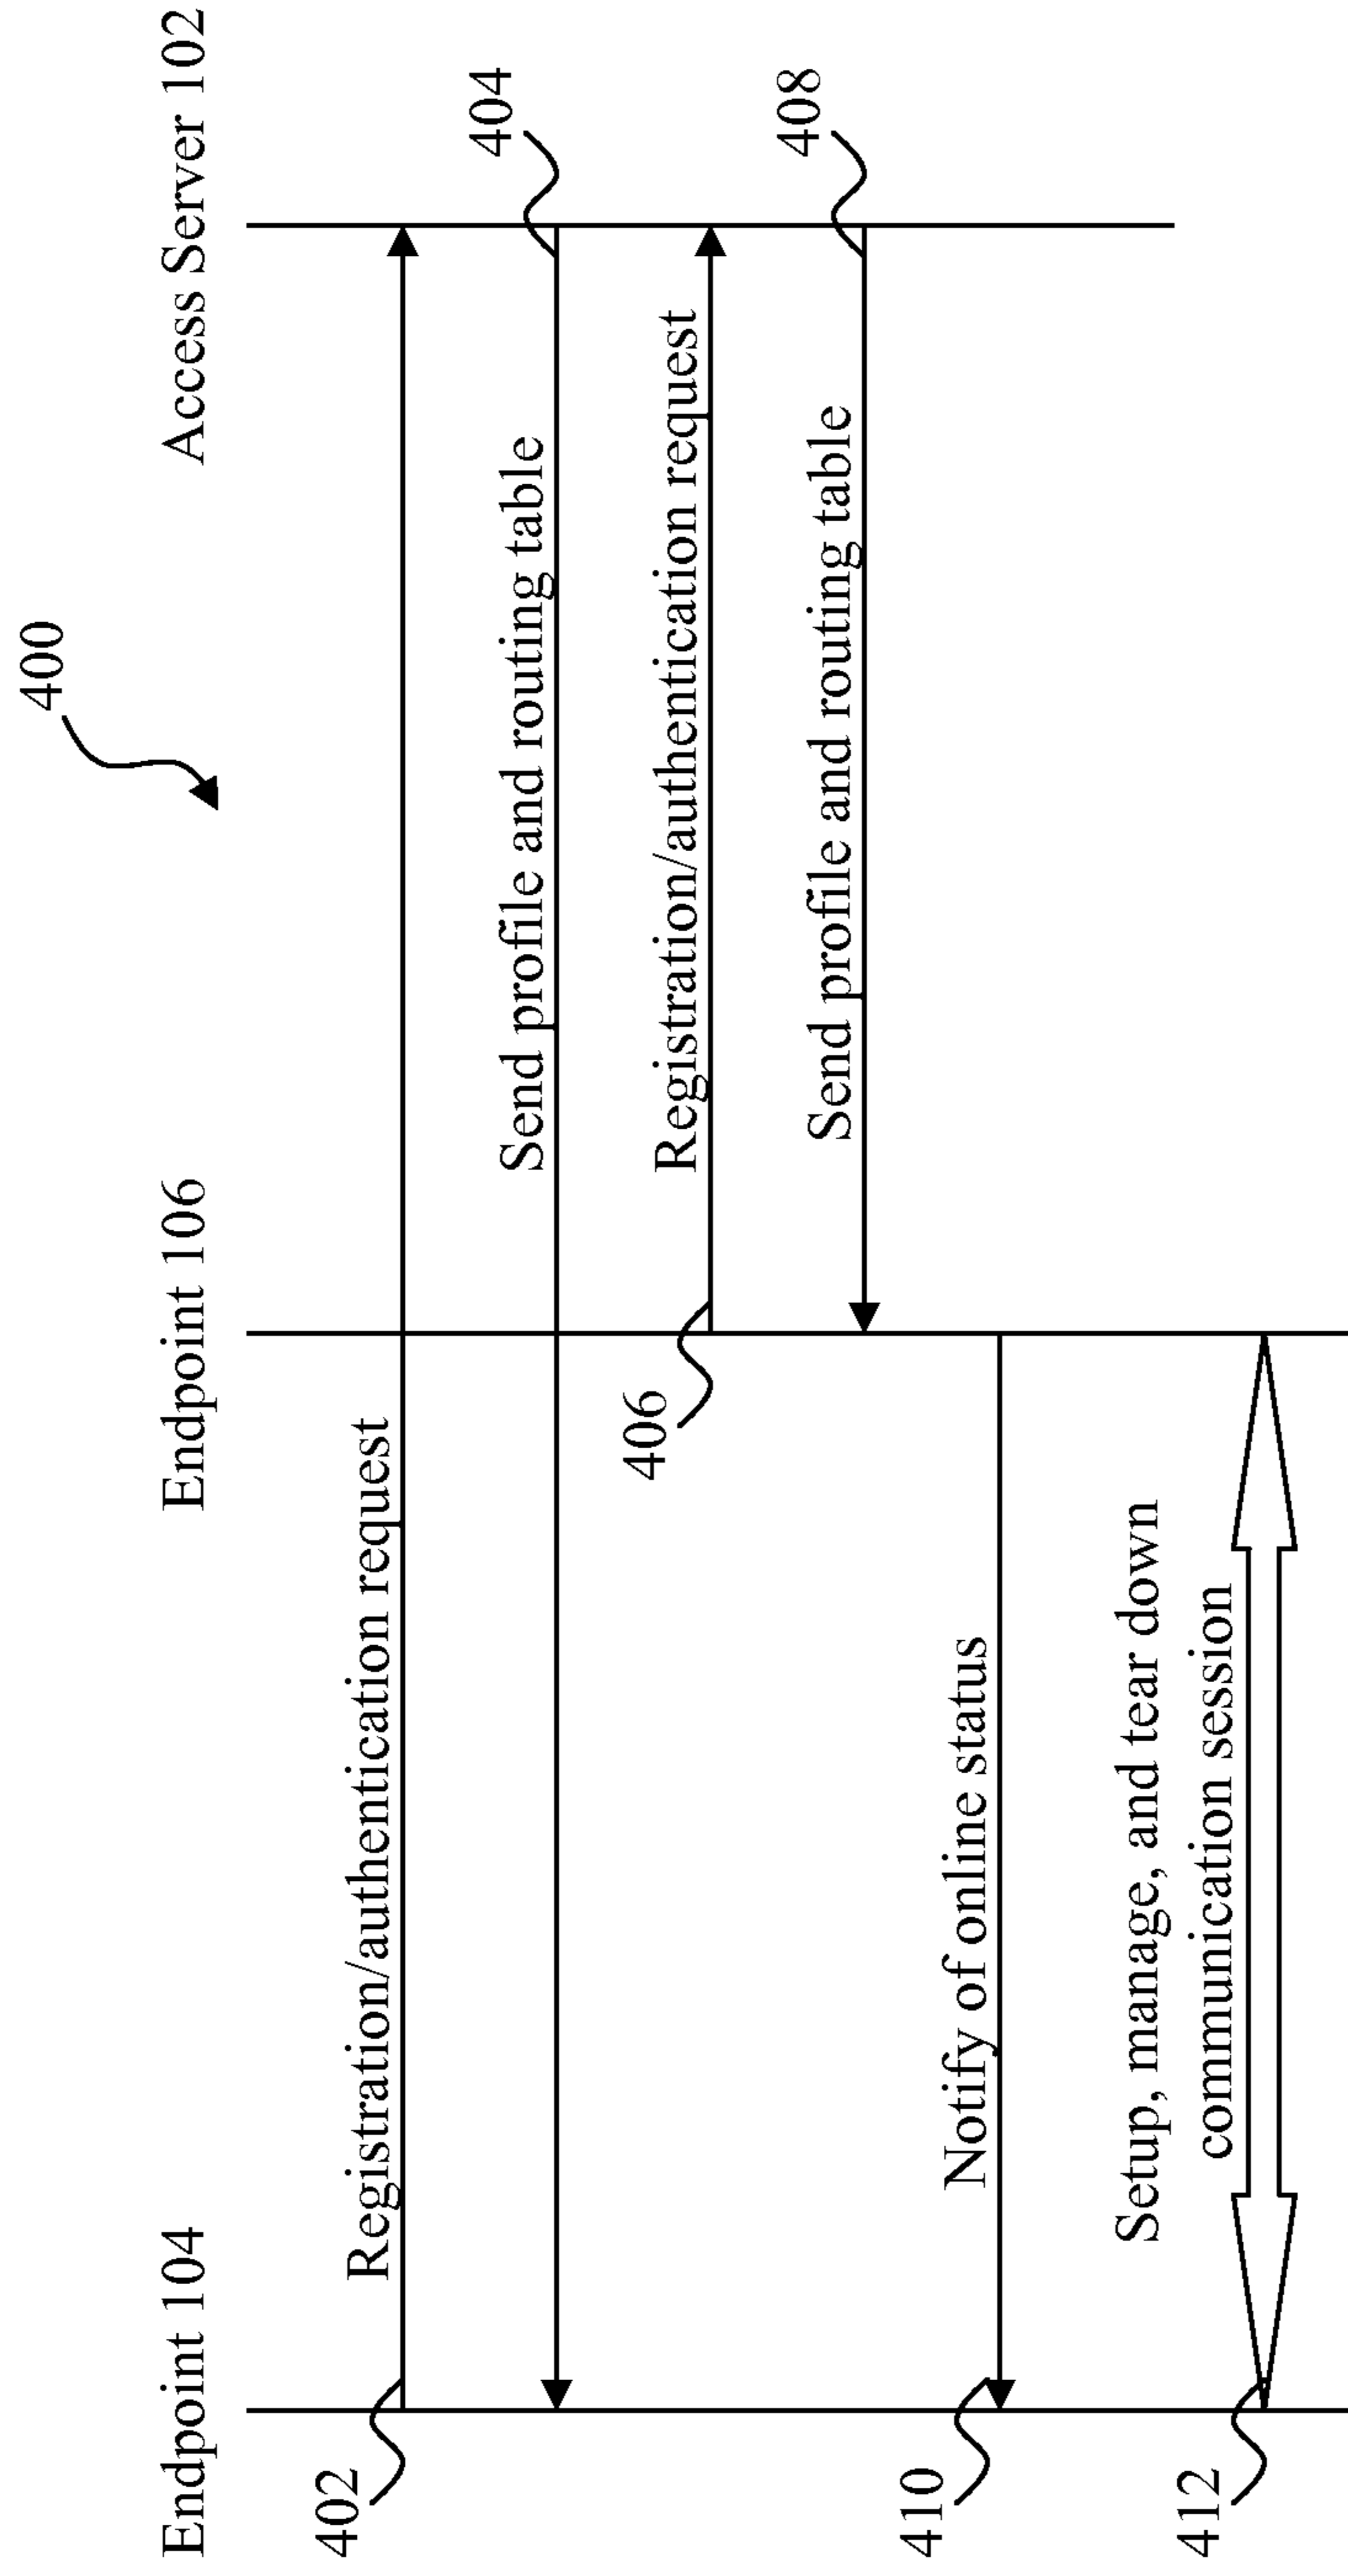 400
Endpoint 104
Endpoint 106
Access Server 102
402
Registration/authentication request
404
Send profile and routing table
406
Registration/authentication request
408
Send profile and routing table
410
Notify of online status
Setup, manage, and tear down
communication session
412